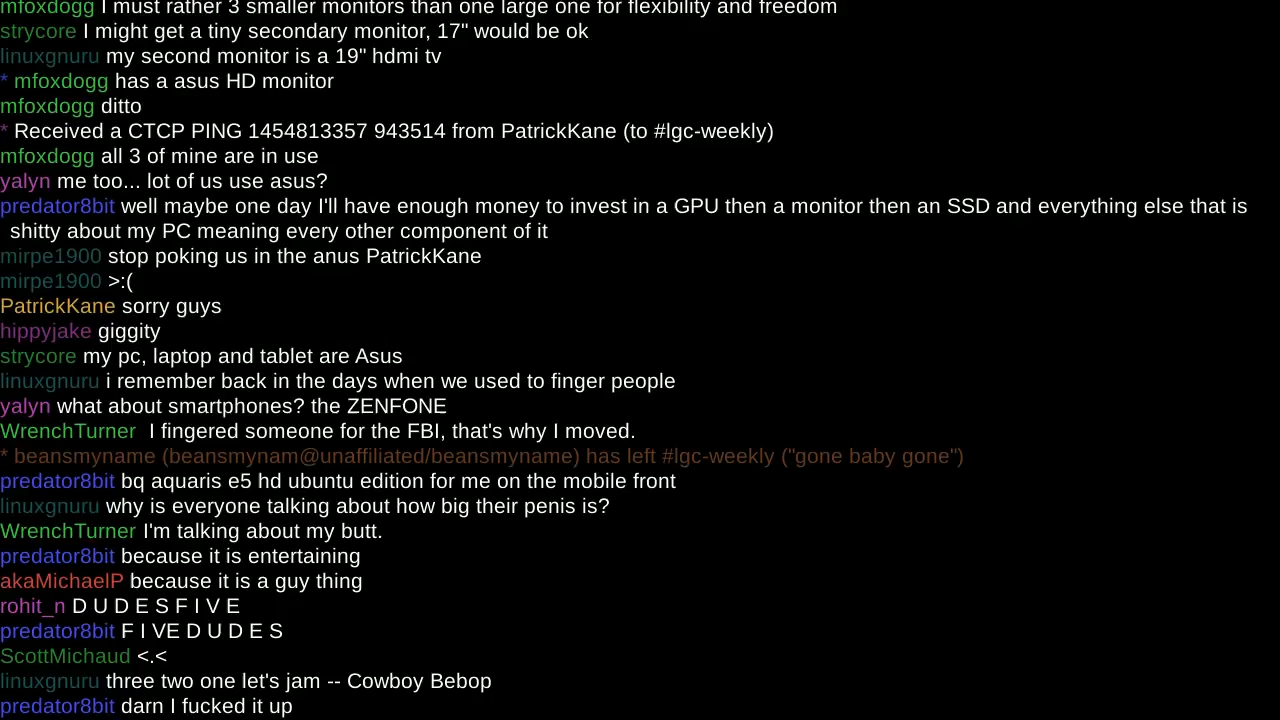 mfoxdogg I must rather 3 smaller monitors than one large one for flexibility and freedom
strycore I might get a tiny secondary monitor, 17" would be ok
linuxgnuru my second monitor is a 19" hdmi tv
* mfoxdogg has a asus HD monitor
mfoxdogg ditto
* Received a CTCP PING 1454813357 943514 from PatrickKane (to #lgc-weekly)
mfoxdogg all 3 of mine are in use
yalyn me too... lot of us use asus?
predator8bit well maybe one day I'll have enough money to invest in a GPU then a monitor then an SSD and everything else that is
shitty about my PC meaning every other component of it
mirpe1900 stop poking us in the anus PatrickKane
mirpe1900 >:(
PatrickKane sorry guys
hippyjake giggity
strycore my pc, laptop and tablet are Asus
linuxgnuru i remember back in the days when we used to finger people
yalyn what about smartphones? the ZENFONE
WrenchTurner I fingered someone for the FBI, that's why I moved.
* beansmyname (beansmynam@unaffiliated/beansmyname) has left #lgc-weekly ("gone baby gone")
predator8bit bq aquaris e5 hd ubuntu edition for me on the mobile front
linuxgnuru why is everyone talking about how big their penis is?
WrenchTurner I'm talking about my butt.
predator8bit because it is entertaining
akaMichaelP because it is a guy thing
rohit_n D U D E S F I V E
predator8bit F I VE D U D E S
ScottMichaud <.<
linuxgnuru three two one let's jam -- Cowboy Bebop
predator8bit darn I fucked it up